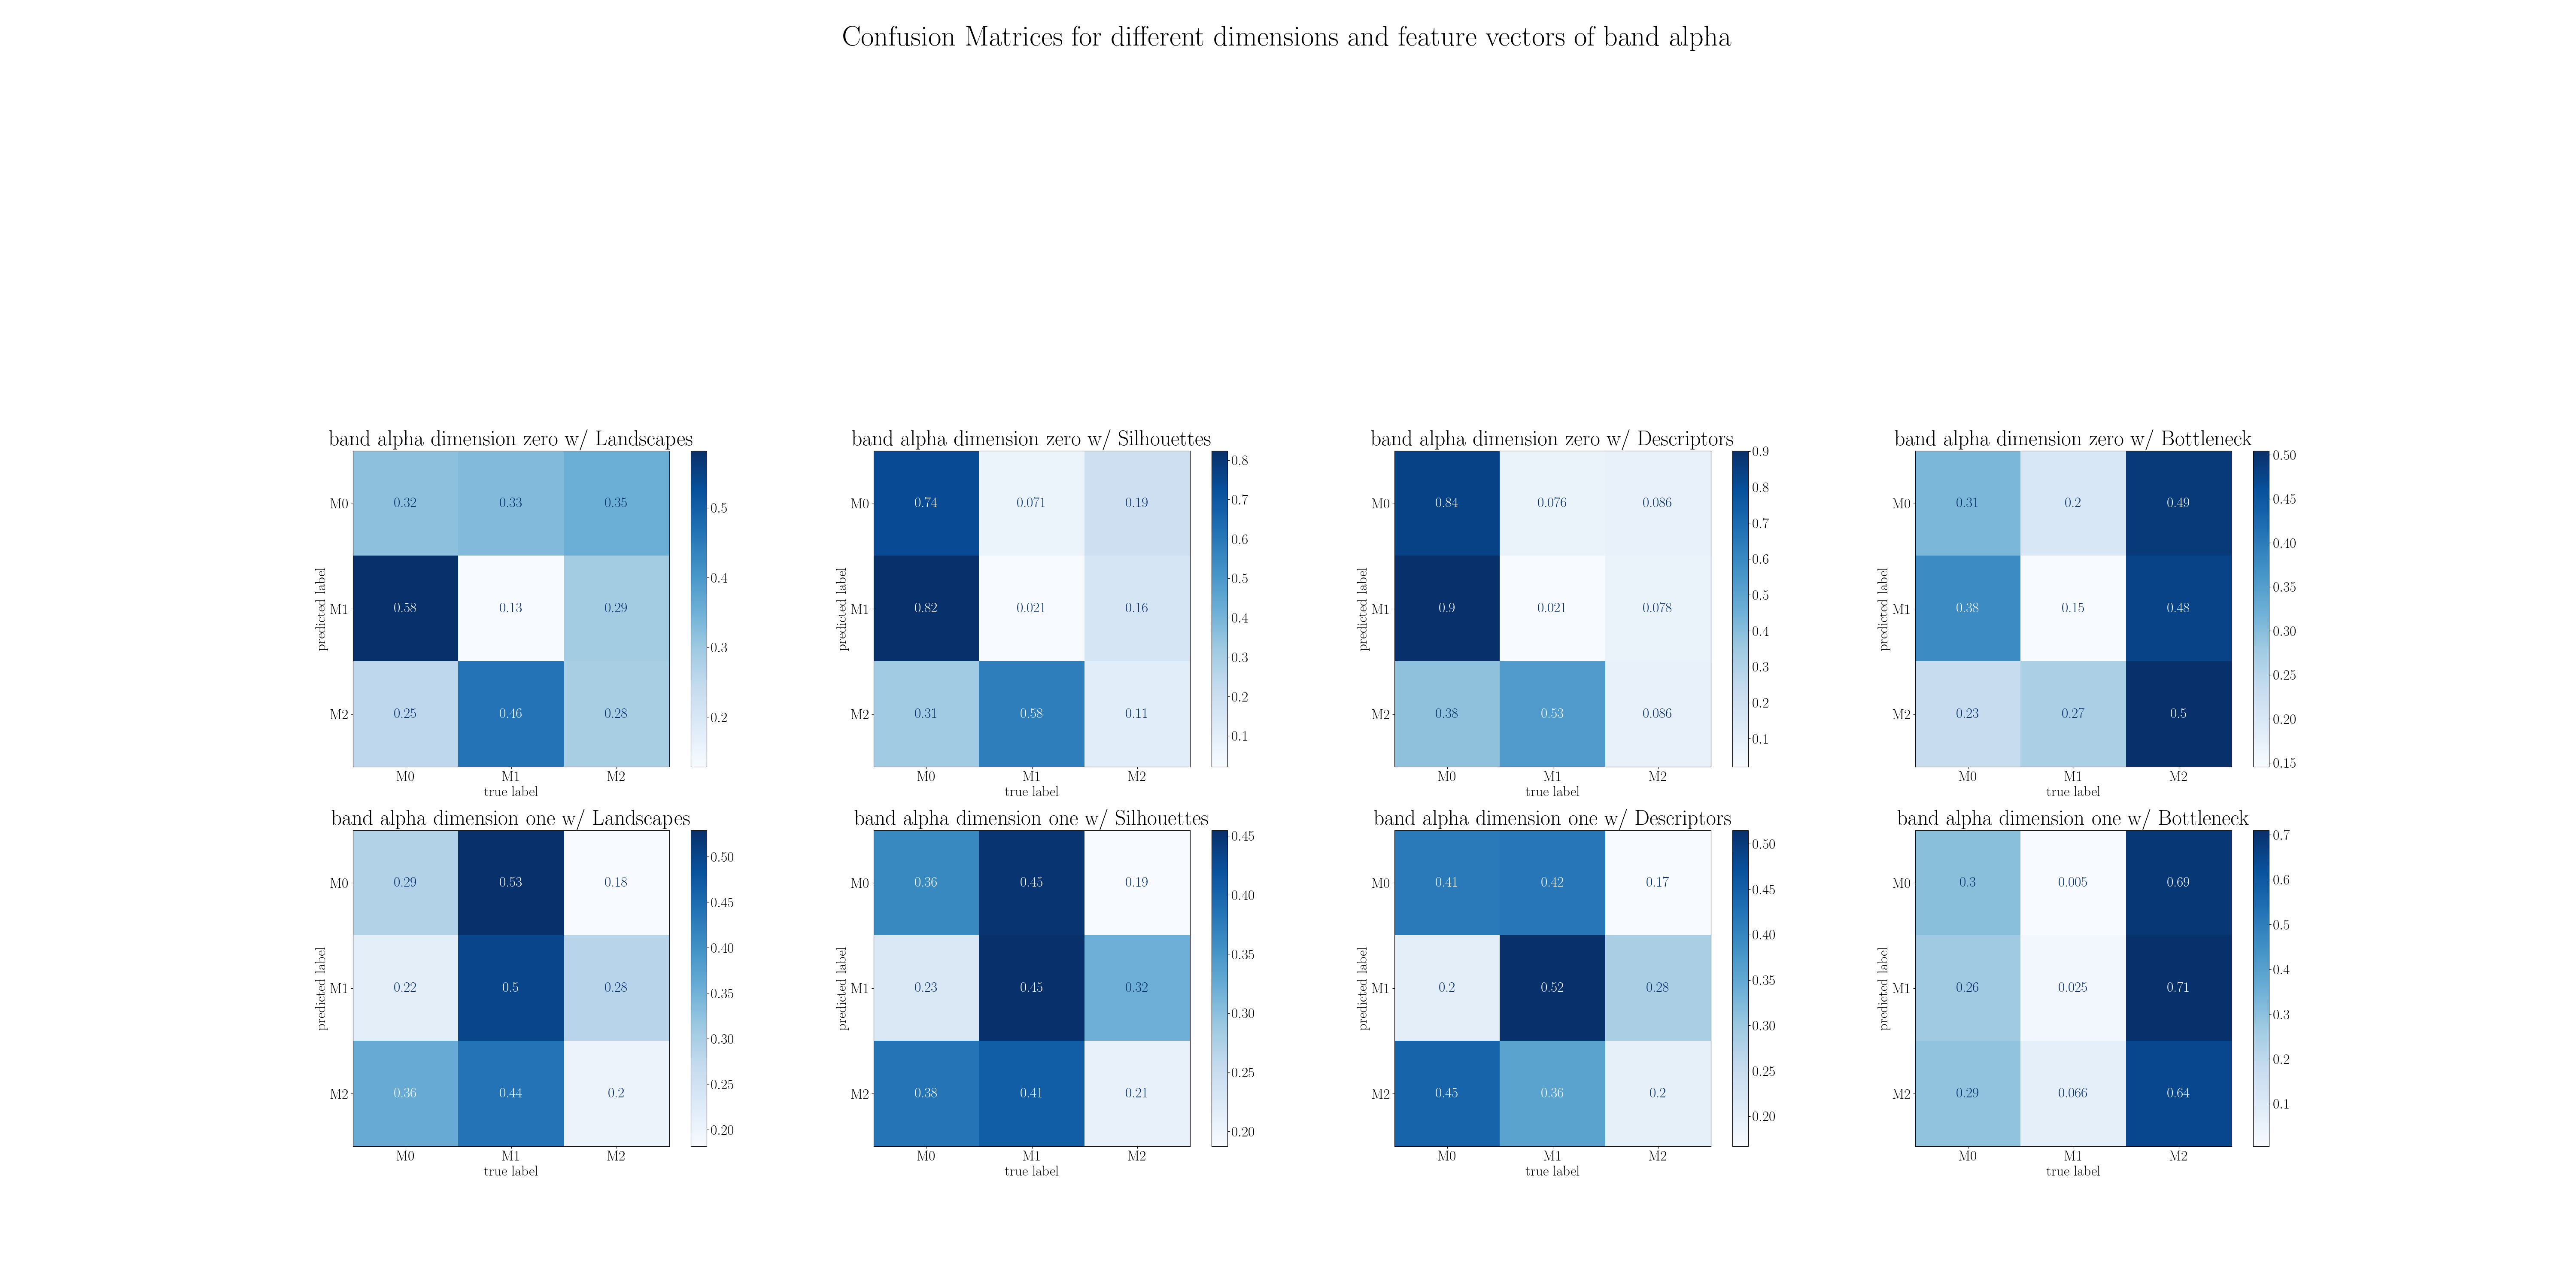 Confusion Matrices for different dimensions and feature vectors of band alpha
band alpha dimension zero w/ Landscapes
predicted label
M0 0.32 0.33 0.35
M1 0.58 0.13 0.29
M2 0.25 0.46 0.28
M0 M1 M2
true label
0.5
0.4
0.3
0.2
band alpha dimension zero w/ Silhouettes
predicted label
M0 0.74 0.071 0.19
M1 0.82 0.021 0.16
M2 0.31 0.58 0.11
M0 M1 M2
true label
0.8
0.7
0.6
0.5
0.4
0.3
0.2
0.1
band alpha dimension zero w/ Descriptors
predicted label
M0 0.84 0.076 0.086
M1 0.9 0.021 0.078
M2 0.38 0.53 0.086
M0 M1 M2
true label
0.9
0.8
0.7
0.6
0.5
0.4
0.3
0.2
0.1
band alpha dimension zero w/ Bottleneck
predicted label
M0 0.31 0.2 0.49
M1 0.38 0.15 0.48
M2 0.23 0.27 0.5
M0 M1 M2
true label
0.50
0.45
0.40
0.35
0.30
0.25
0.20
0.15
band alpha dimension one w/ Landscapes
predicted label
M0 0.29 0.53 0.18
M1 0.22 0.5 0.28
M2 0.36 0.44 0.2
M0 M1 M2
true label
0.50
0.45
0.40
0.35
0.30
0.25
0.20
band alpha dimension one w/ Silhouettes
predicted label
M0 0.36 0.45 0.19
M1 0.23 0.45 0.32
M2 0.38 0.41 0.21
M0 M1 M2
true label
0.45
0.40
0.35
0.30
0.25
0.20
band alpha dimension one w/ Descriptors
predicted label
M0 0.41 0.42 0.17
M1 0.2 0.52 0.28
M2 0.45 0.36 0.2
M0 M1 M2
true label
0.50
0.45
0.40
0.35
0.30
0.25
0.20
band alpha dimension one w/ Bottleneck
predicted label
M0 0.3 0.005 0.69
M1 0.26 0.025 0.71
M2 0.29 0.066 0.64
M0 M1 M2
true label
0.7
0.6
0.5
0.4
0.3
0.2
0.1